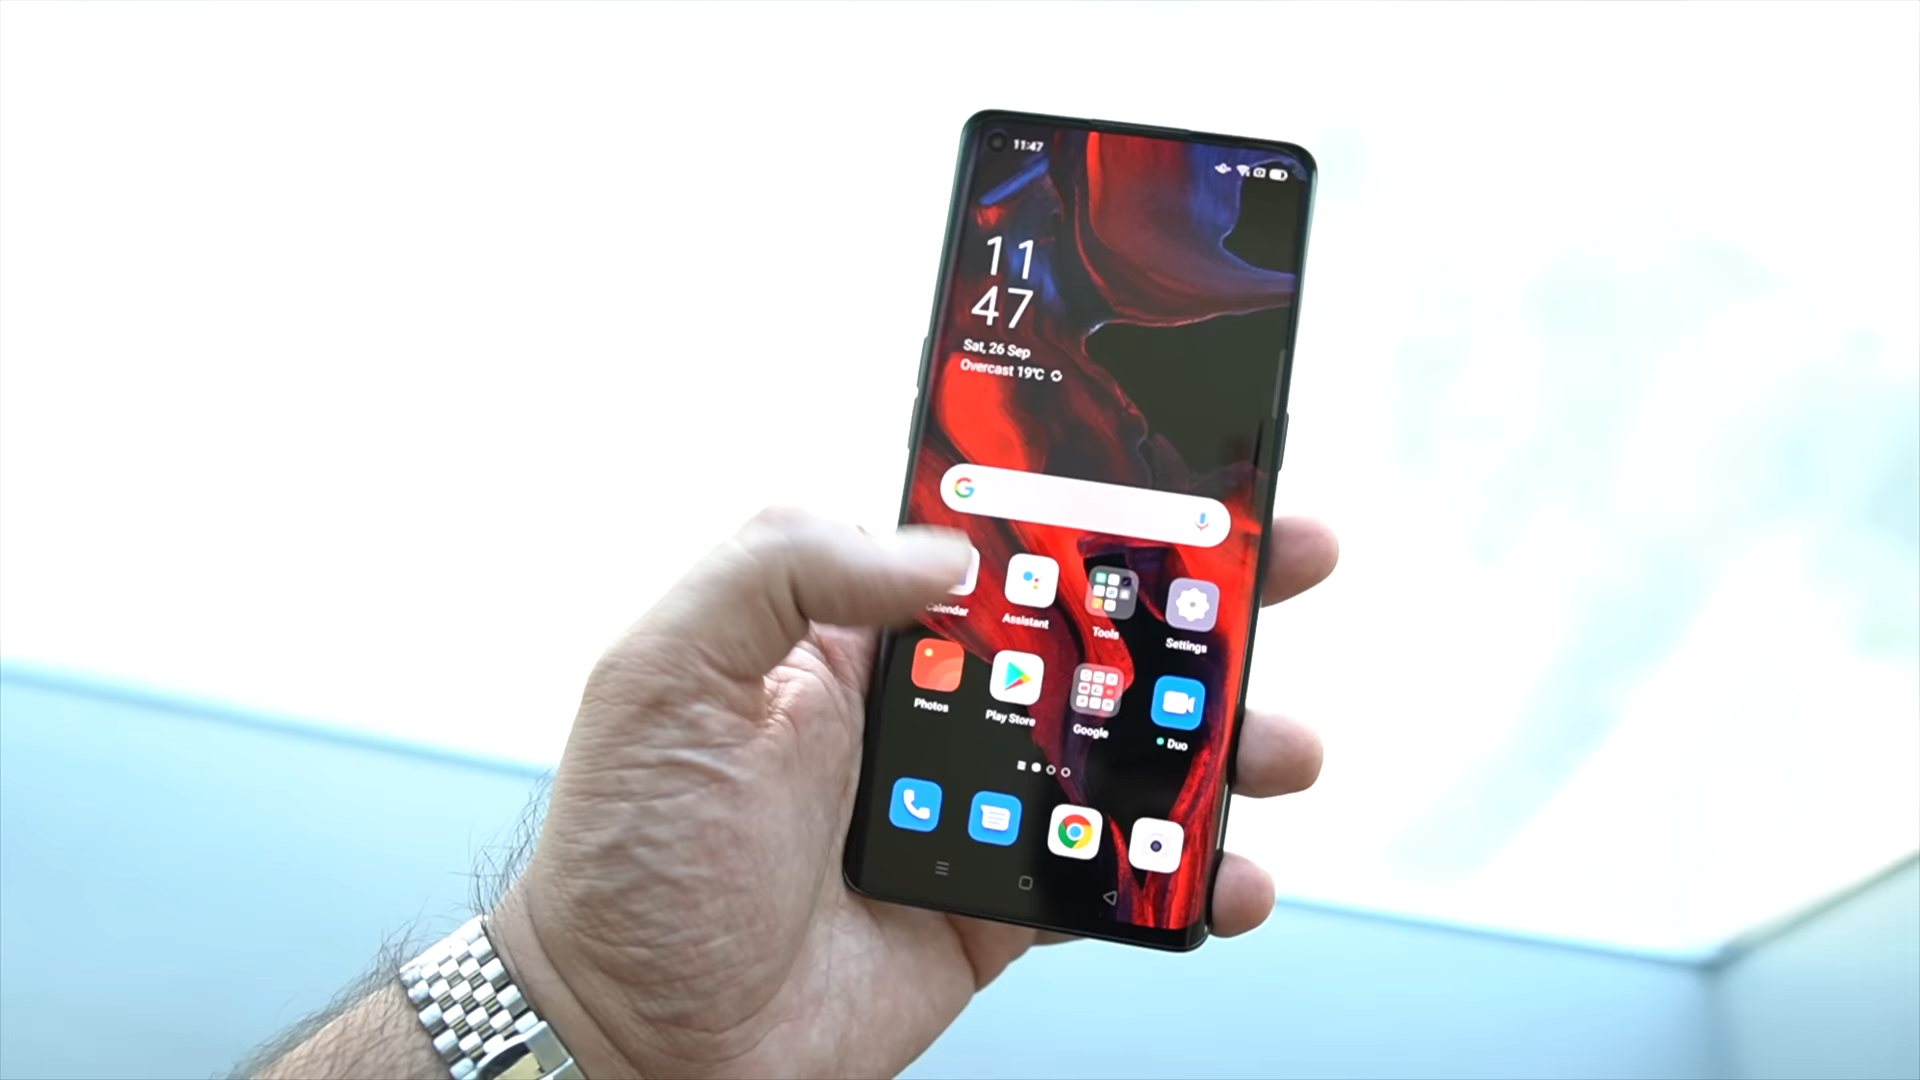 11:47
11
47
Sat, 26 Sep
Overcast 19°C
Calendar
Assistant
Tools
Settings
Photos
Play Store
Google
Duo